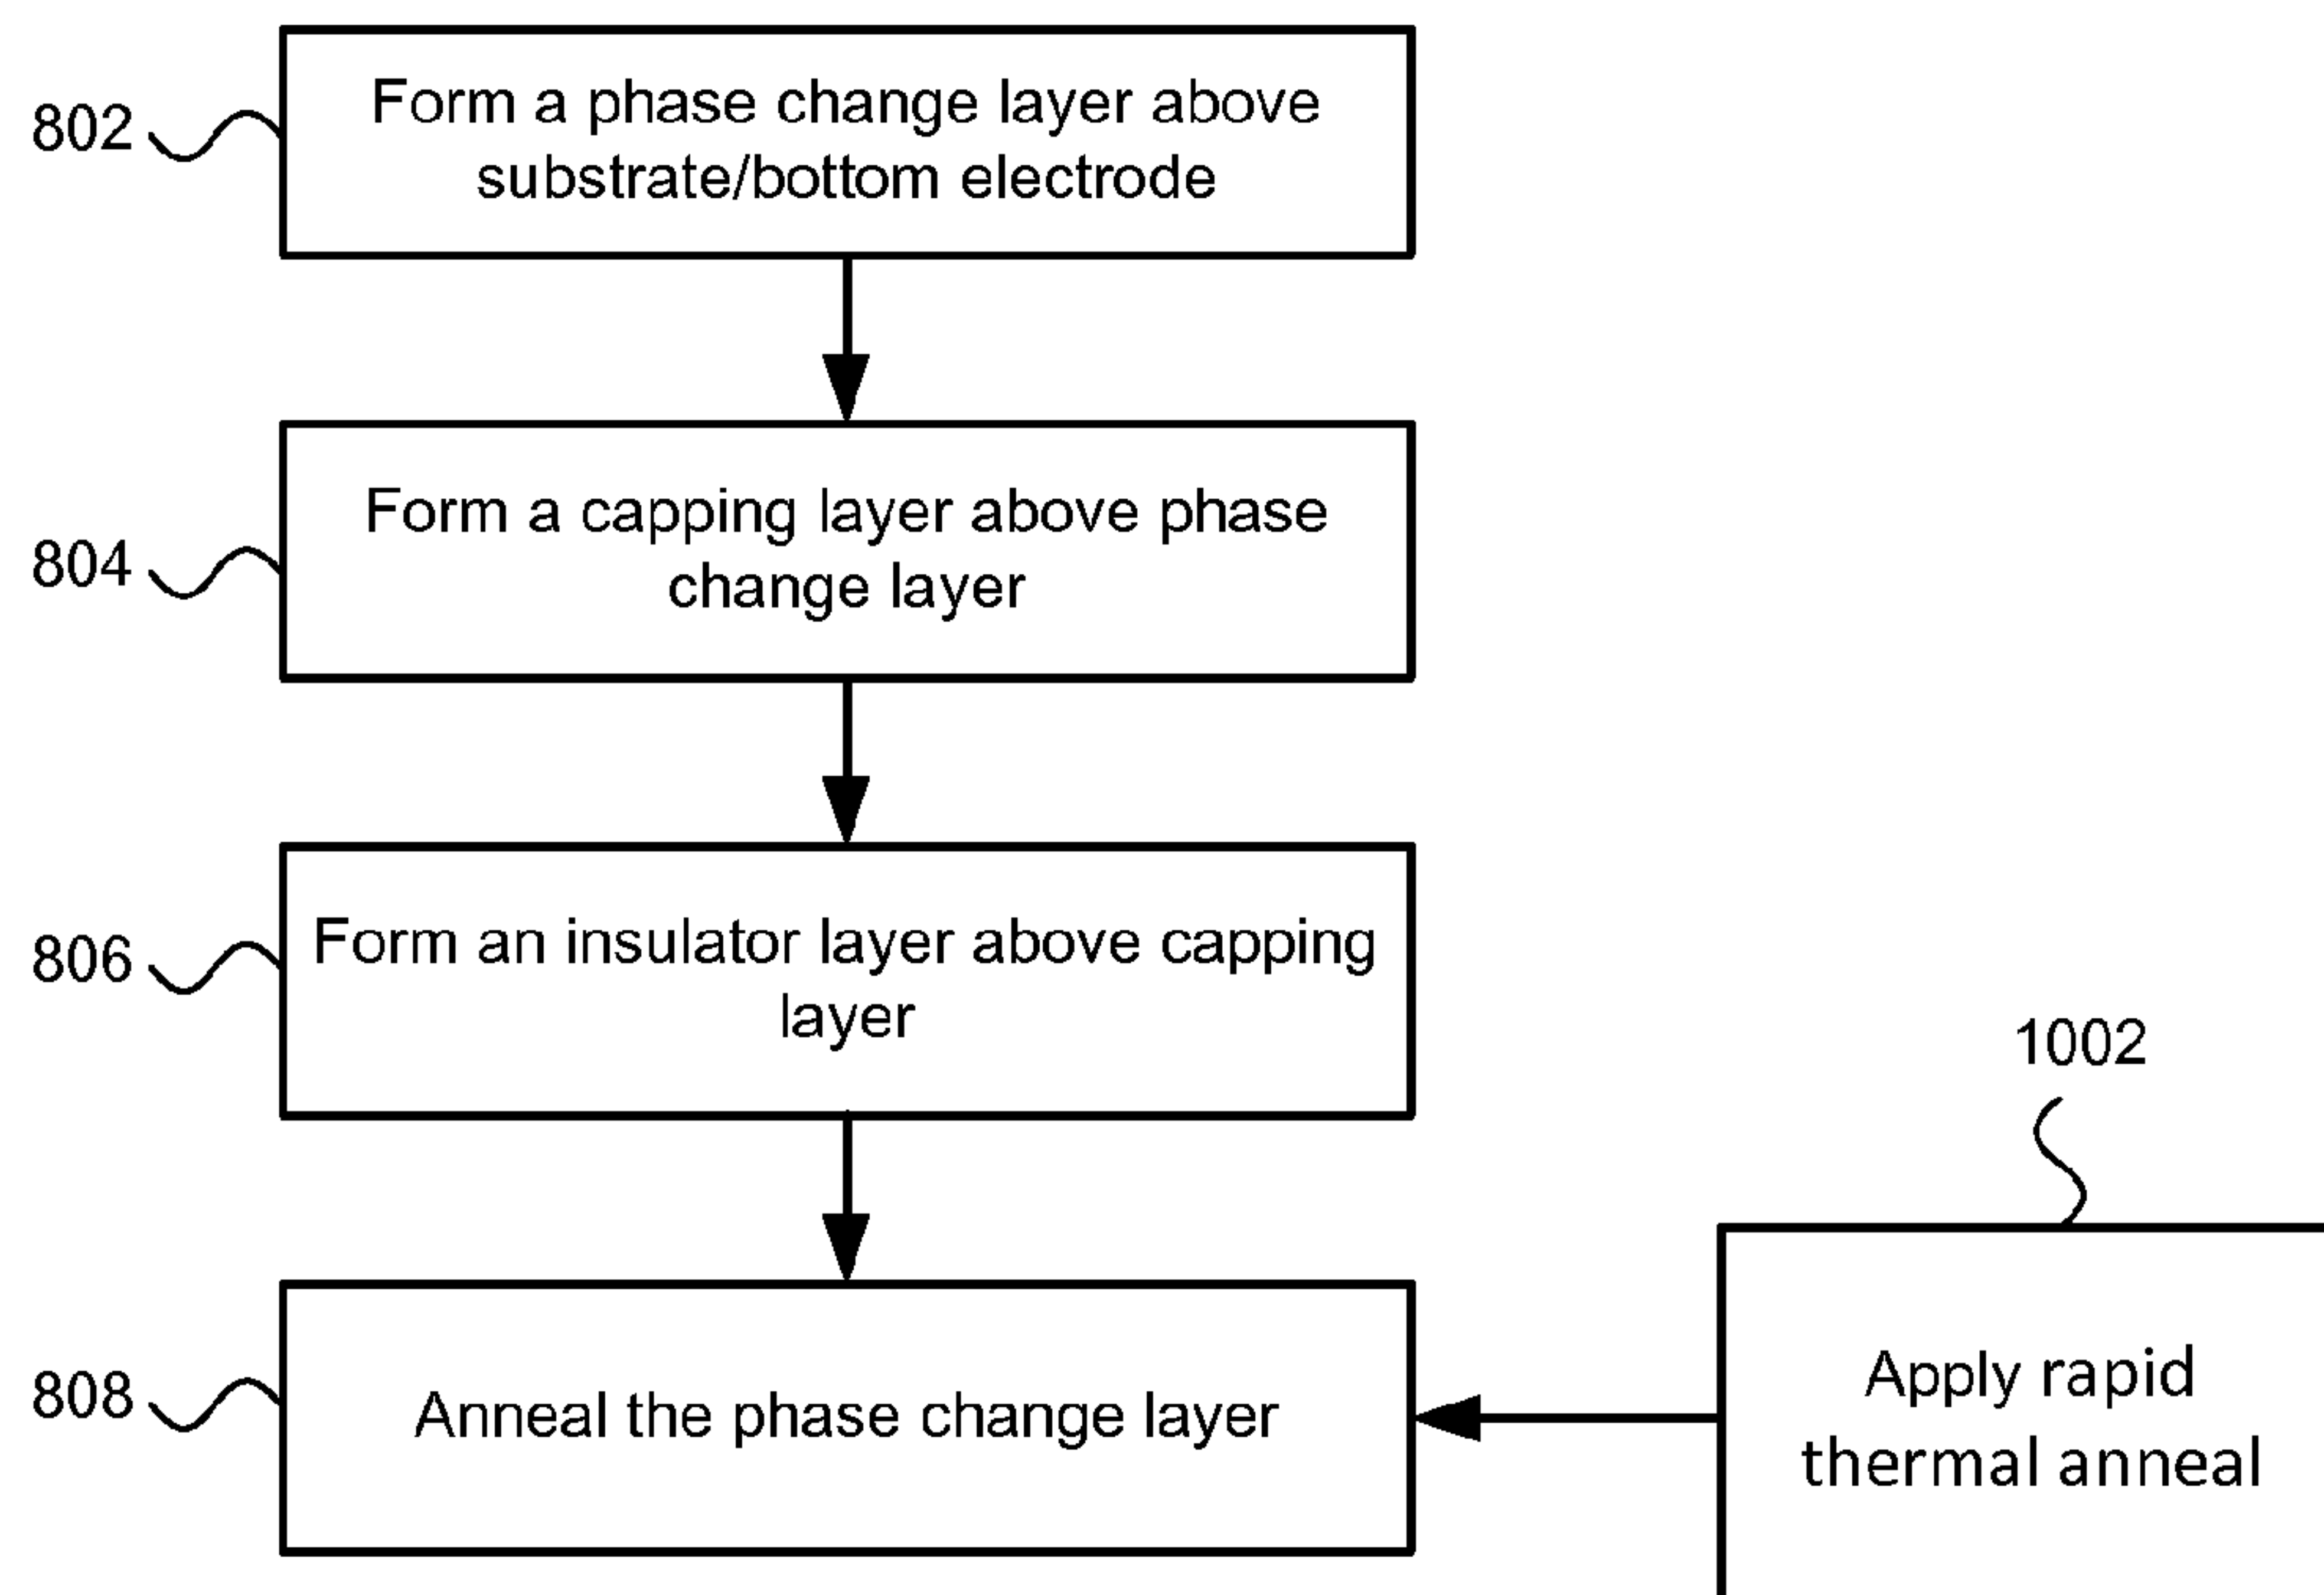 802
Form a phase change layer above
substrate/bottom electrode
804
Form a capping layer above phase
change layer
806
Form an insulator layer above capping
layer
1002
808
Anneal the phase change layer
Apply rapid
thermal anneal